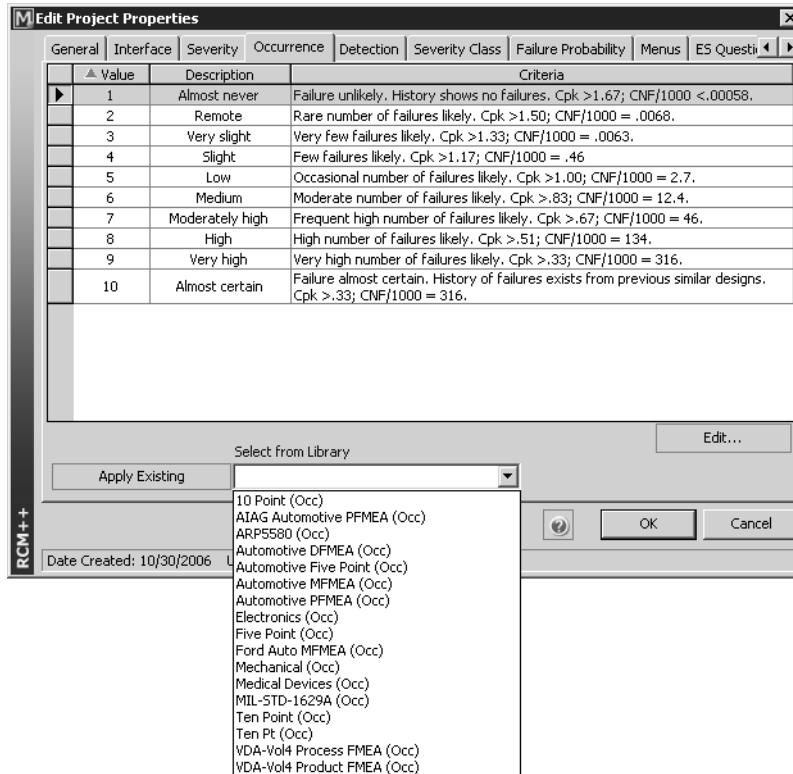 M Edit Project Properties
General Interface Severity Occurrence Detection Severity Class Failure Probability Menus ES Questi
Value Description Criteria
1 Almost never Failure unlikely. History shows no failures. Cpk >1.67; CNF/1000 <.00058.
2 Remote Rare number of failures likely. Cpk >1.50; CNF/1000 = .0068.
3 Very slight Very few failures likely. Cpk >1.33; CNF/1000 = .0063.
4 Slight Few failures likely. Cpk >1.17; CNF/1000 = .46
5 Low Occasional number of failures likely. Cpk >1.00; CNF/1000 = 2.7.
6 Medium Moderate number of failures likely. Cpk >.83; CNF/1000 = 12.4.
7 Moderately high Frequent high number of failures likely. Cpk >.67; CNF/1000 = 46.
8 High High number of failures likely. Cpk >.51; CNF/1000 = 134.
9 Very high Very high number of failures likely. Cpk >.33; CNF/1000 = 316.
10 Almost certain Failure almost certain. History of failures exists from previous similar designs.
Cpk >.33; CNF/1000 = 316.
Edit...
Select from Library
Apply Existing
10 Point (Occ)
AIAG Automotive PFMEA (Occ)
ARP5580 (Occ)
Automotive DFMEA (Occ)
Automotive Five Point (Occ)
Automotive MFMEA (Occ)
Automotive PFMEA (Occ)
Electronics (Occ)
Five Point (Occ)
Ford Auto MFMEA (Occ)
Mechanical (Occ)
Medical Devices (Occ)
MIL-STD-1629A (Occ)
Ten Point (Occ)
Ten Pt (Occ)
VDA-Vol4 Process FMEA (Occ)
VDA-Vol4 Product FMEA (Occ)
? OK Cancel
RCM++
Date Created: 10/30/2006